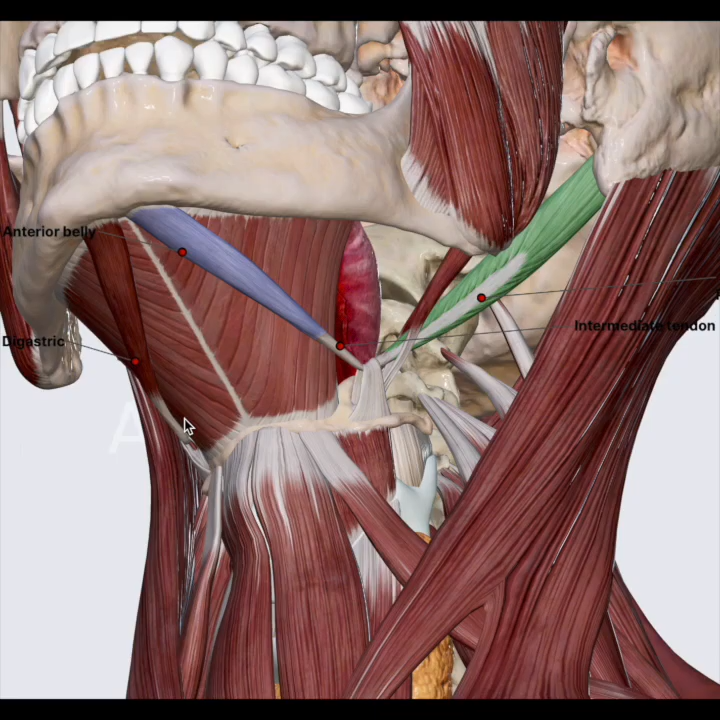 Anterior belly
Intermediate tendon
Digastric
A